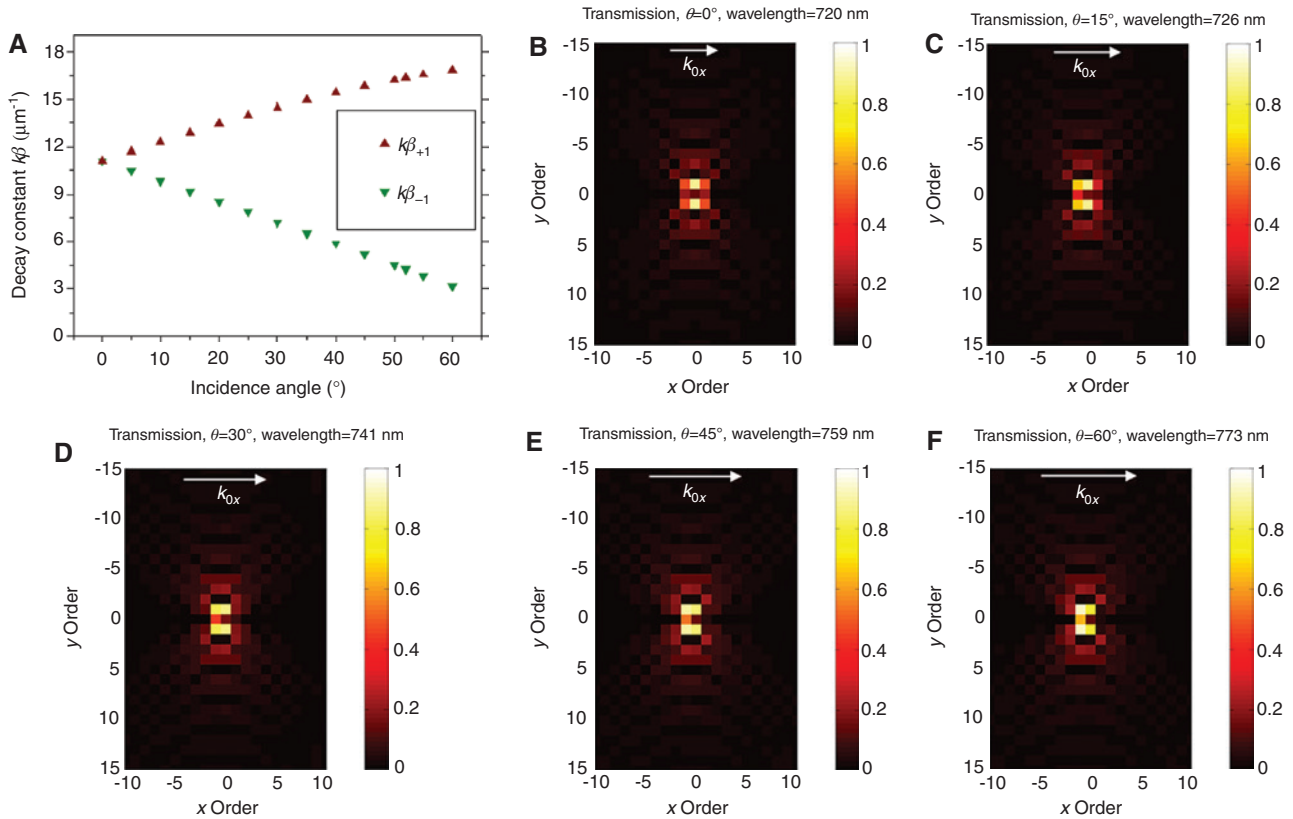 A
18
15
12
9
6
3
0
Decay constant kβ (μm⁻¹)
kβ₊₁
kβ₋₁
0 10 20 30 40 50 60
Incidence angle (°)
Transmission, θ=0°, wavelength=720 nm
B
-15
-10
-5
0
5
10
15
y Order
k₀ₓ
-10 -5 0 5 10
x Order
1
0.8
0.6
0.4
0.2
0
Transmission, θ=15°, wavelength=726 nm
C
-15
-10
-5
0
5
10
15
y Order
k₀ₓ
-10 -5 0 5 10
x Order
1
0.8
0.6
0.4
0.2
0
Transmission, θ=30°, wavelength=741 nm
D
-15
-10
-5
0
5
10
15
y Order
k₀ₓ
-10 -5 0 5 10
x Order
1
0.8
0.6
0.4
0.2
0
Transmission, θ=45°, wavelength=759 nm
E
-15
-10
-5
0
5
10
15
y Order
k₀ₓ
-10 -5 0 5 10
x Order
1
0.8
0.6
0.4
0.2
0
Transmission, θ=60°, wavelength=773 nm
F
-15
-10
-5
0
5
10
15
y Order
k₀ₓ
-10 -5 0 5 10
x Order
1
0.8
0.6
0.4
0.2
0